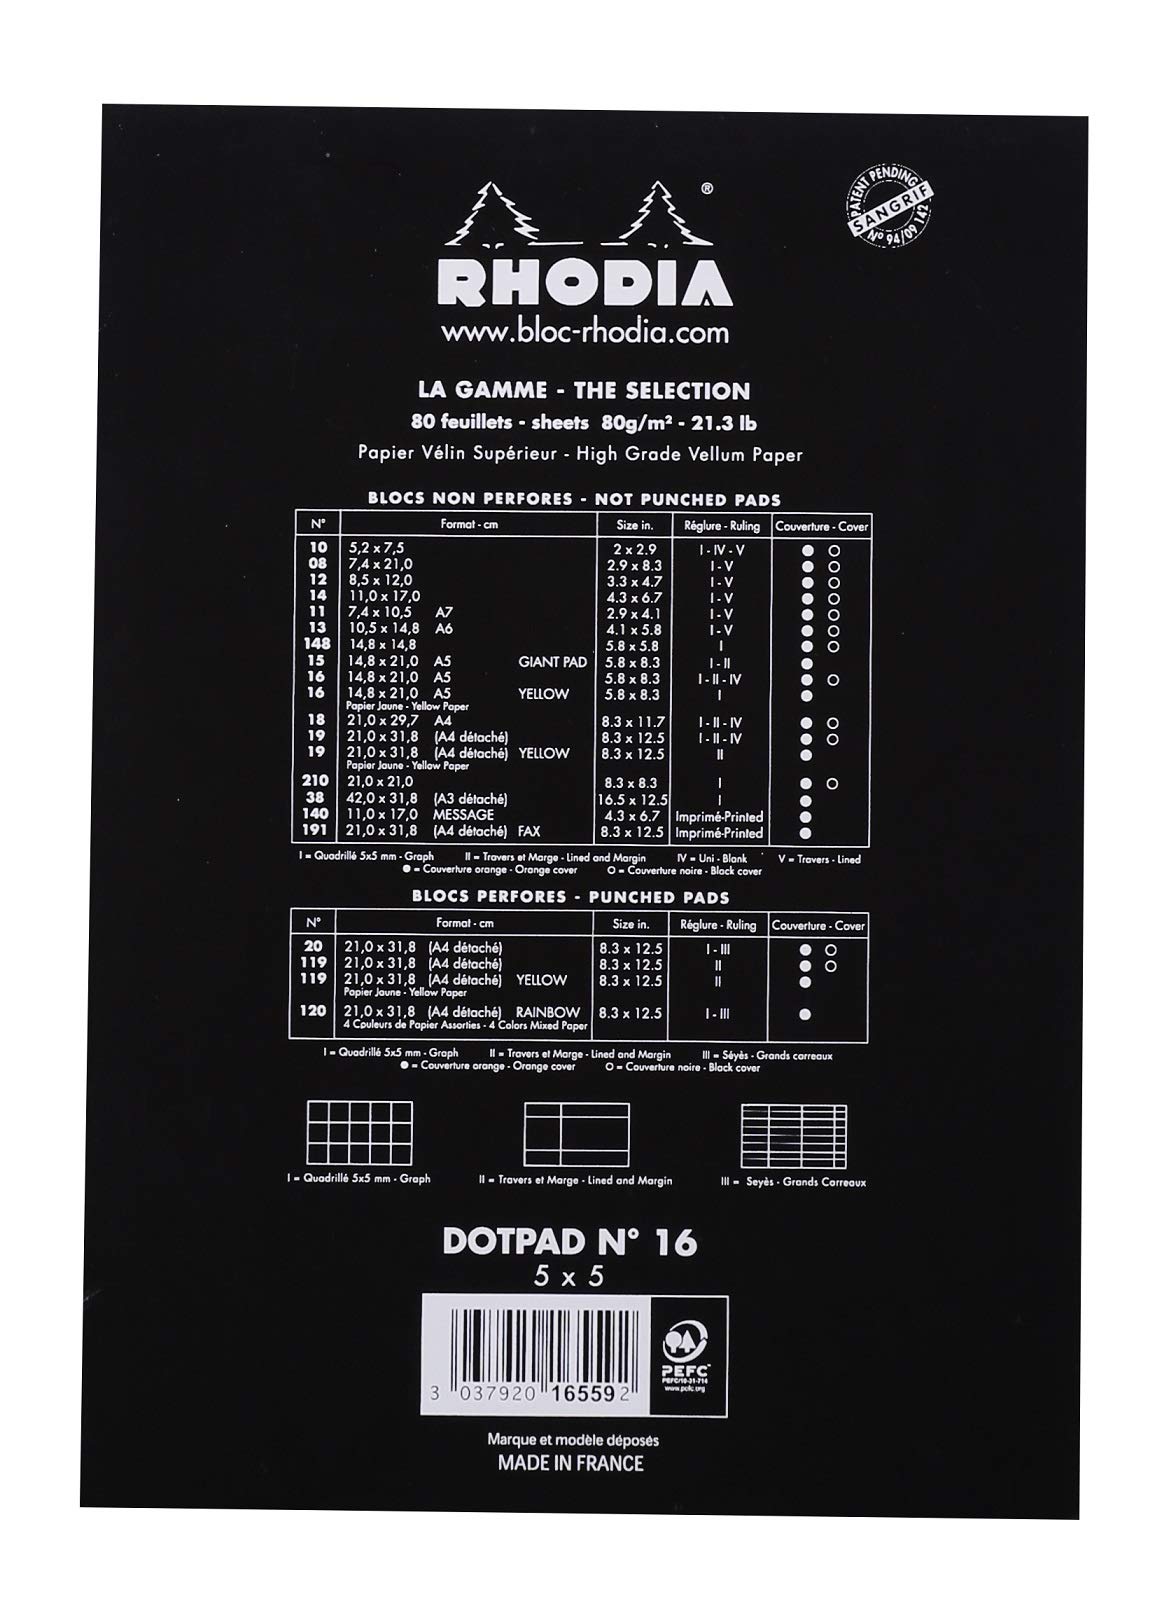 PATENT PENDING
SANGRIF
N° 94/09 142
®
RHODIA
www.bloc-rhodia.com
LA GAMME - THE SELECTION
80 feuillets - sheets 80g/m² - 21.3 lb
Papier Vélin Supérieur - High Grade Vellum Paper
BLOCS NON PERFORES - NOT PUNCHED PADS
N° Format - cm Size in. Réglure - Ruling Couverture - Cover
10 5,2 x 7,5 2 x 2.9 I - IV - V ● O
08 7,4 x 21,0 2.9 x 8.3 I - V ● O
12 8,5 x 12,0 3.3 x 4.7 I - V ● O
14 11,0 x 17,0 4.3 x 6.7 I - V ● O
11 7,4 x 10,5 A7 2.9 x 4.1 I - V ● O
13 10,5 x 14,8 A6 4.1 x 5.8 I - V ● O
148 14,8 x 14,8 5.8 x 5.8 I ● O
15 14,8 x 21,0 A5 GIANT PAD 5.8 x 8.3 I - II ●
16 14,8 x 21,0 A5 5.8 x 8.3 I - II - IV ● O
16 14,8 x 21,0 A5 YELLOW 5.8 x 8.3 I ●
Papier Jaune - Yellow Paper
18 21,0 x 29,7 A4 8.3 x 11.7 I - II - IV ● O
19 21,0 x 31,8 (A4 détaché) 8.3 x 12.5 I - II - IV ● O
19 21,0 x 31,8 (A4 détaché) YELLOW 8.3 x 12.5 II ●
Papier Jaune - Yellow Paper
210 21,0 x 21,0 8.3 x 8.3 I ● O
38 42,0 x 31,8 (A3 détaché) 16.5 x 12.5 I ●
140 11,0 x 17,0 MESSAGE 4.3 x 6.7 Imprimé-Printed ●
191 21,0 x 31,8 (A4 détaché) FAX 8.3 x 12.5 Imprimé-Printed ●
I = Quadrillé 5x5 mm - Graph II = Travers et Marge - Lined and Margin IV = Uni - Blank V = Travers - Lined
● = Couverture orange - Orange cover O = Couverture noire - Black cover
BLOCS PERFORES - PUNCHED PADS
N° Format - cm Size in. Réglure - Ruling Couverture - Cover
20 21,0 x 31,8 (A4 détaché) 8.3 x 12.5 I - III ● O
119 21,0 x 31,8 (A4 détaché) 8.3 x 12.5 II ● O
119 21,0 x 31,8 (A4 détaché) YELLOW 8.3 x 12.5 II ●
Papier Jaune - Yellow Paper
120 21,0 x 31,8 (A4 détaché) RAINBOW 8.3 x 12.5 I - III ●
4 Couleurs de Papier Assorties - 4 Colors Mixed Paper
I = Quadrillé 5x5 mm - Graph II = Travers et Marge - Lined and Margin III = Séyès - Grands carreaux
● = Couverture orange - Orange cover O = Couverture noire - Black cover
I = Quadrillé 5x5 mm - Graph II = Travers et Marge - Lined and Margin III = Seyès - Grands Carreaux
DOTPAD N° 16
5 x 5
3 037920 165592
PEFC™
PEFC/10-31-714
www.pefc.org
Marque et modèle déposés
MADE IN FRANCE